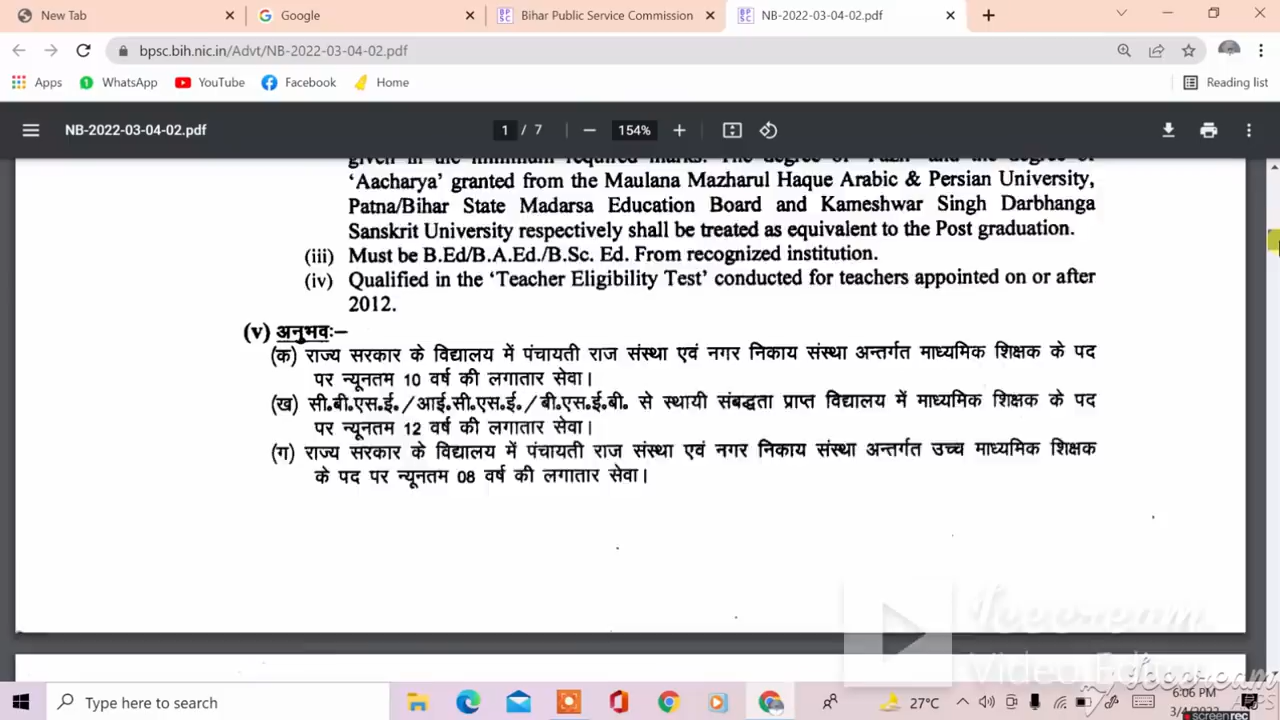 New Tab
Google
Bihar Public Service Commission
NB-2022-03-04-02.pdf
bpsc.bih.nic.in/Advt/NB-2022-03-04-02.pdf
Apps
WhatsApp
YouTube
Facebook
Home
Reading list
NB-2022-03-04-02.pdf
1 / 7
154%
given in the minimum required marks. The degree of 'Fazil' and the degree of
'Aacharya' granted from the Maulana Mazharul Haque Arabic & Persian University,
Patna/Bihar State Madarsa Education Board and Kameshwar Singh Darbhanga
Sanskrit University respectively shall be treated as equivalent to the Post graduation.
(iii) Must be B.Ed/B.A.Ed./B.Sc. Ed. From recognized institution.
(iv) Qualified in the 'Teacher Eligibility Test' conducted for teachers appointed on or after
2012.
(v) अनुभवः–
(क) राज्य सरकार के विद्यालय में पंचायती राज संस्था एवं नगर निकाय संस्था अन्तर्गत माध्यमिक शिक्षक के पद
पर न्यूनतम 10 वर्ष की लगातार सेवा।
(ख) सी.बी.एस.ई./आई.सी.एस.ई./बी.एस.ई.बी. से स्थायी संबद्धता प्राप्त विद्यालय में माध्यमिक शिक्षक के पद
पर न्यूनतम 12 वर्ष की लगातार सेवा।
(ग) राज्य सरकार के विद्यालय में पंचायती राज संस्था एवं नगर निकाय संस्था अन्तर्गत उच्च माध्यमिक शिक्षक
के पद पर न्यूनतम 08 वर्ष की लगातार सेवा।
Video Editor
Type here to search
27°C
6:06 PM
3/4/2022
screenrec